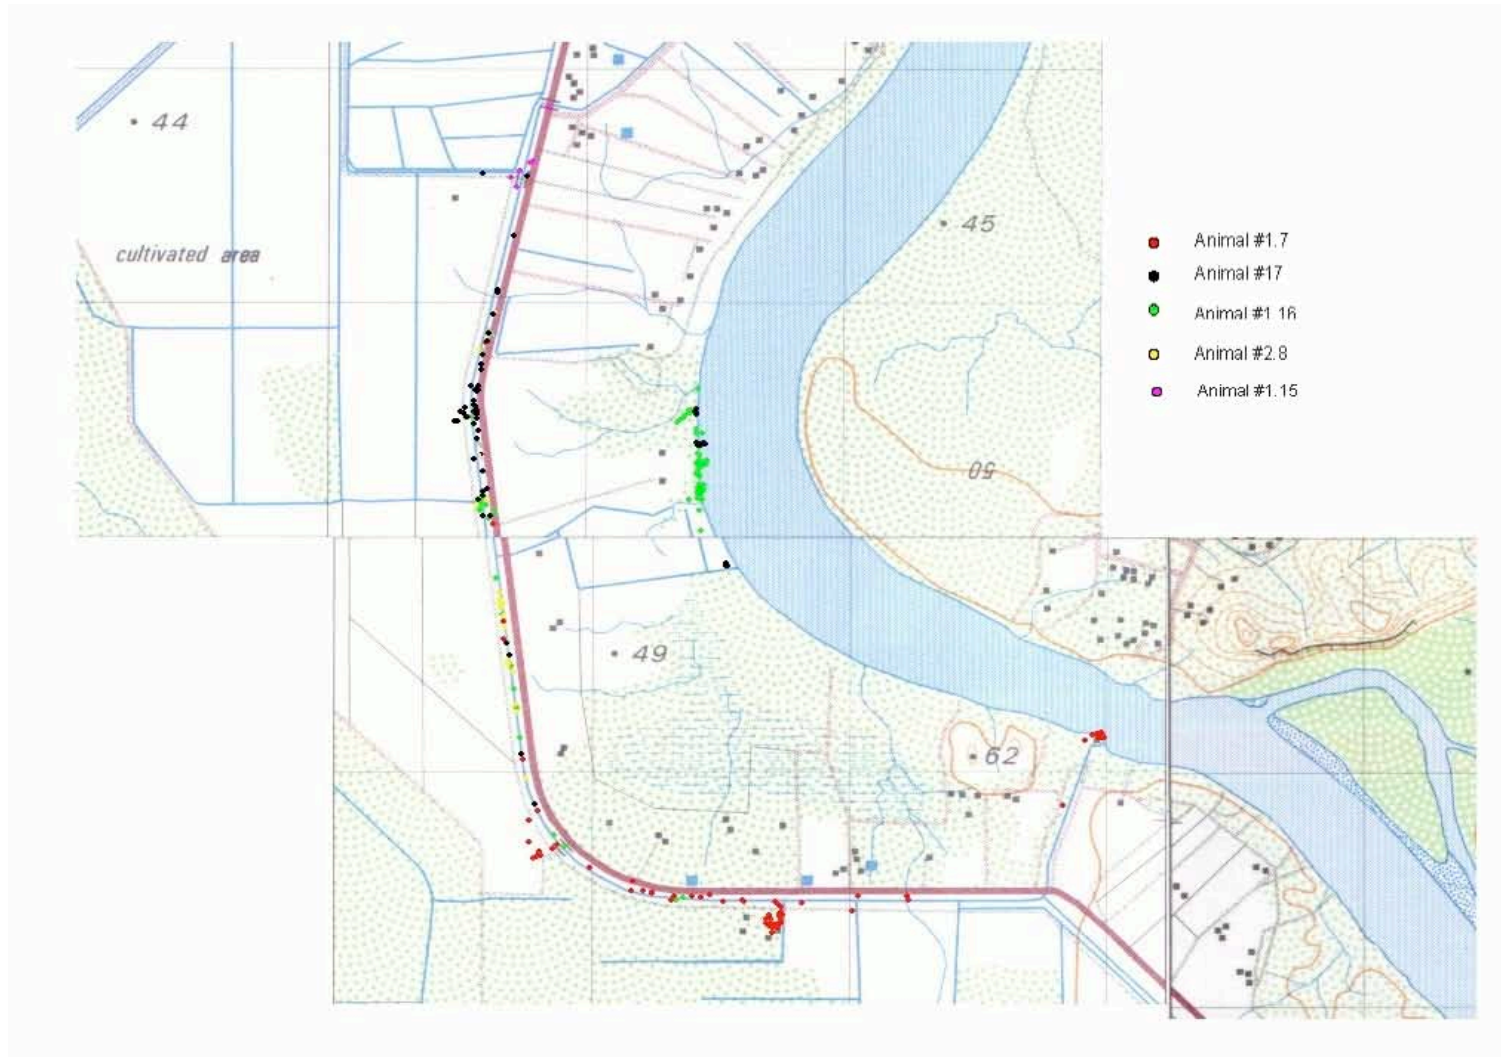 44
45
cultivated area
Animal #1.7
Animal #17
Animal #1.16
Animal #2.8
Animal #1.15
50
49
62